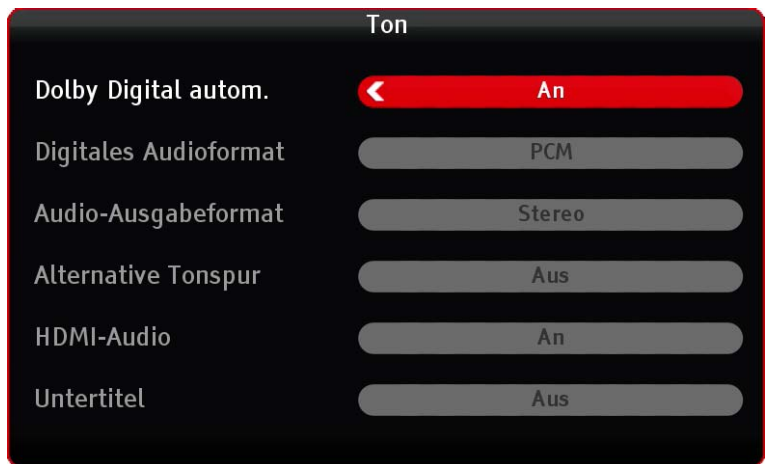 Ton
Dolby Digital autom. An
Digitales Audioformat PCM
Audio-Ausgabeformat Stereo
Alternative Tonspur Aus
HDMI-Audio An
Untertitel Aus